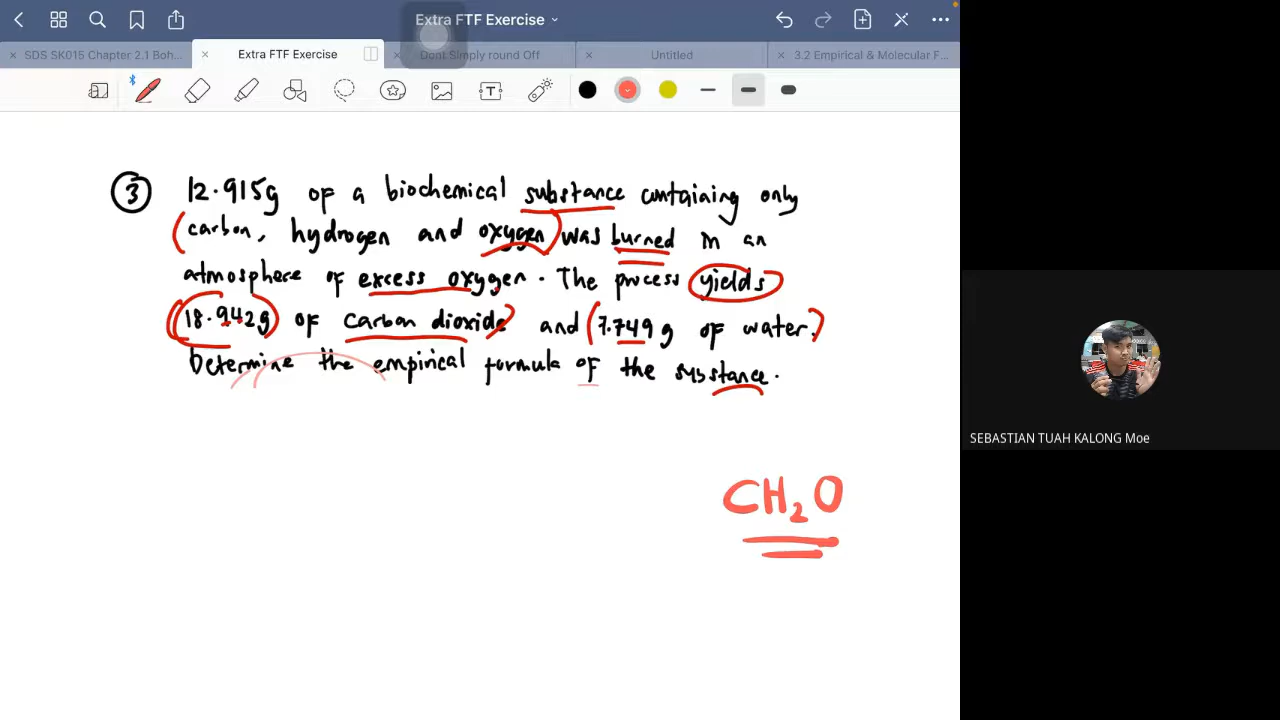 Extra FTF Exercise
SDS SK015 Chapter 2.1 Boh...
Extra FTF Exercise
Dont Simply round Off
Untitled
3.2 Empirical & Molecular F...
3 12.915g of a biochemical substance containing only
carbon, hydrogen and oxygen was burned in an
atmosphere of excess oxygen. The process yields
18.942g of carbon dioxide and 7.749g of water.
Determine the empirical formula of the substance.
CH2O
SEBASTIAN TUAH KALONG Moe